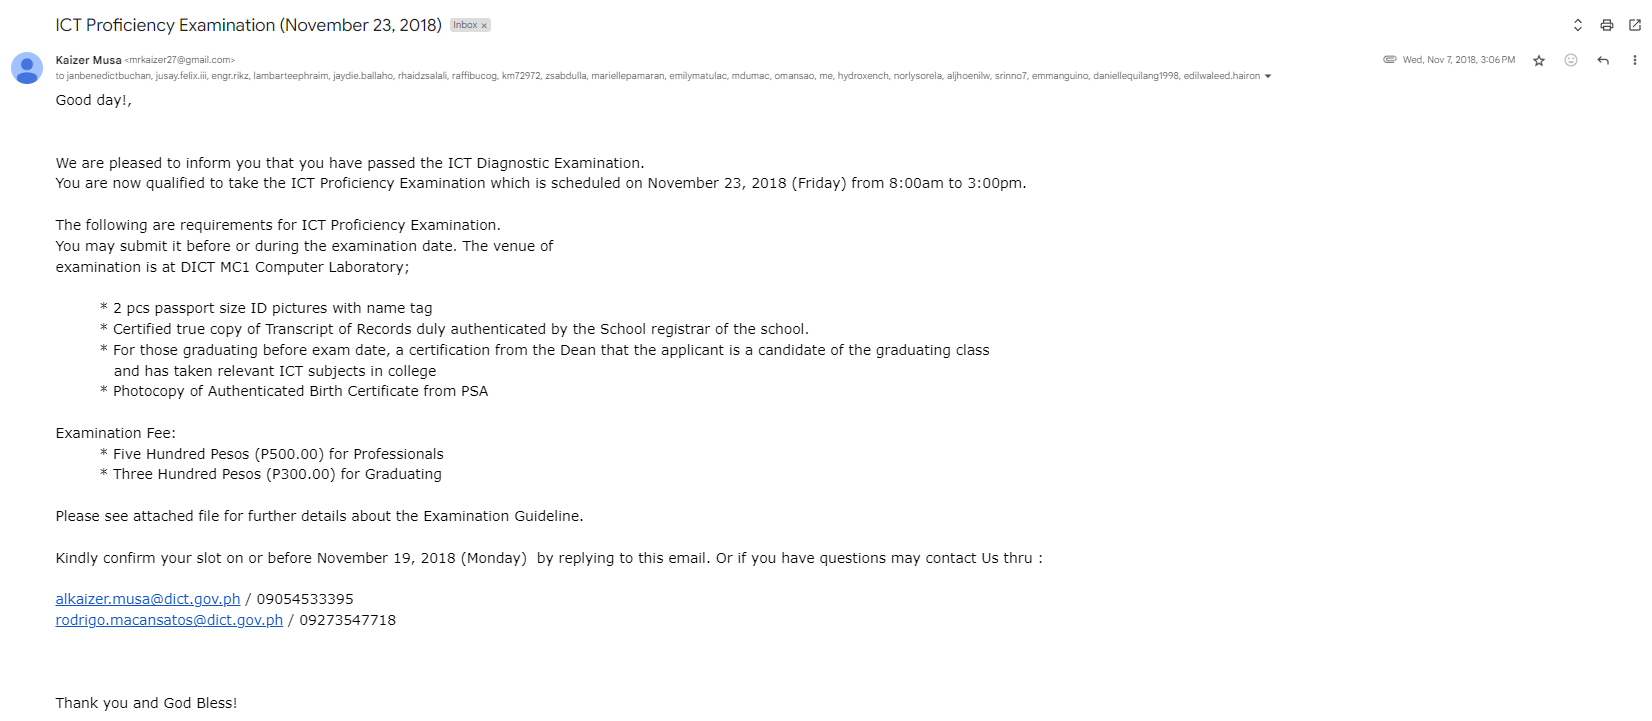 ICT Proficiency Examination (November 23, 2018) Inbox ×
Kaizer Musa <mrkaizer27@gmail.com> Wed, Nov 7, 2018, 3:06 PM
to janbenedictbuchan, jusay.felix.iii, engr.rikz, lambarteephraim, jaydie.ballaho, rhaidzsalali, raffibucog, km72972, zsabdulla, mariellepamaran, emilymatulac, mdumac, omansao, me, hydroxench, norlysorela, aljhoenilw, srinno7, emmanguino, daniellequilang1998, edilwaleed.hairon
Good day!,
We are pleased to inform you that you have passed the ICT Diagnostic Examination.
You are now qualified to take the ICT Proficiency Examination which is scheduled on November 23, 2018 (Friday) from 8:00am to 3:00pm.
The following are requirements for ICT Proficiency Examination.
You may submit it before or during the examination date. The venue of
examination is at DICT MC1 Computer Laboratory;
* 2 pcs passport size ID pictures with name tag
* Certified true copy of Transcript of Records duly authenticated by the School registrar of the school.
* For those graduating before exam date, a certification from the Dean that the applicant is a candidate of the graduating class
and has taken relevant ICT subjects in college
* Photocopy of Authenticated Birth Certificate from PSA
Examination Fee:
* Five Hundred Pesos (P500.00) for Professionals
* Three Hundred Pesos (P300.00) for Graduating
Please see attached file for further details about the Examination Guideline.
Kindly confirm your slot on or before November 19, 2018 (Monday)  by replying to this email. Or if you have questions may contact Us thru :
alkaizer.musa@dict.gov.ph / 09054533395
rodrigo.macansatos@dict.gov.ph / 09273547718
Thank you and God Bless!